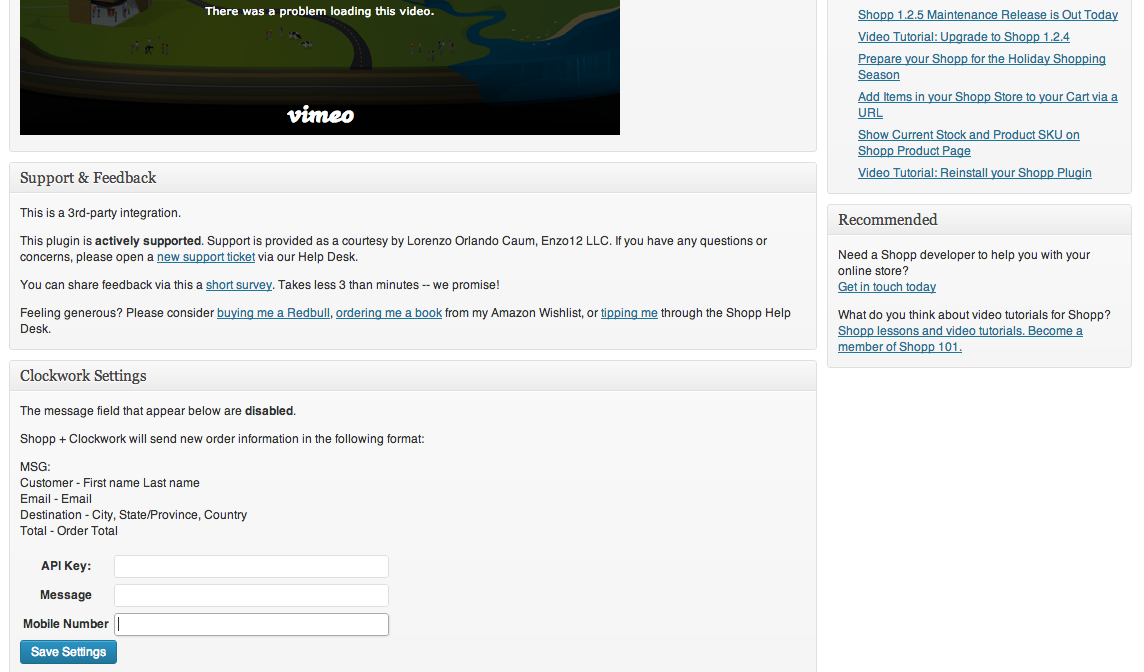 There was a problem loading this video.
vimeo
Support & Feedback
This is a 3rd-party integration.
This plugin is actively supported. Support is provided as a courtesy by Lorenzo Orlando Caum, Enzo12 LLC. If you have any questions or
concerns, please open a new support ticket via our Help Desk.
You can share feedback via this a short survey. Takes less 3 than minutes -- we promise!
Feeling generous? Please consider buying me a Redbull, ordering me a book from my Amazon Wishlist, or tipping me through the Shopp Help
Desk.
Clockwork Settings
The message field that appear below are disabled.
Shopp + Clockwork will send new order information in the following format:
MSG:
Customer - First name Last name
Email - Email
Destination - City, State/Province, Country
Total - Order Total
API Key:
Message
Mobile Number
Save Settings
Shopp 1.2.5 Maintenance Release is Out Today
Video Tutorial: Upgrade to Shopp 1.2.4
Prepare your Shopp for the Holiday Shopping
Season
Add Items in your Shopp Store to your Cart via a
URL
Show Current Stock and Product SKU on
Shopp Product Page
Video Tutorial: Reinstall your Shopp Plugin
Recommended
Need a Shopp developer to help you with your
online store?
Get in touch today
What do you think about video tutorials for Shopp?
Shopp lessons and video tutorials. Become a
member of Shopp 101.